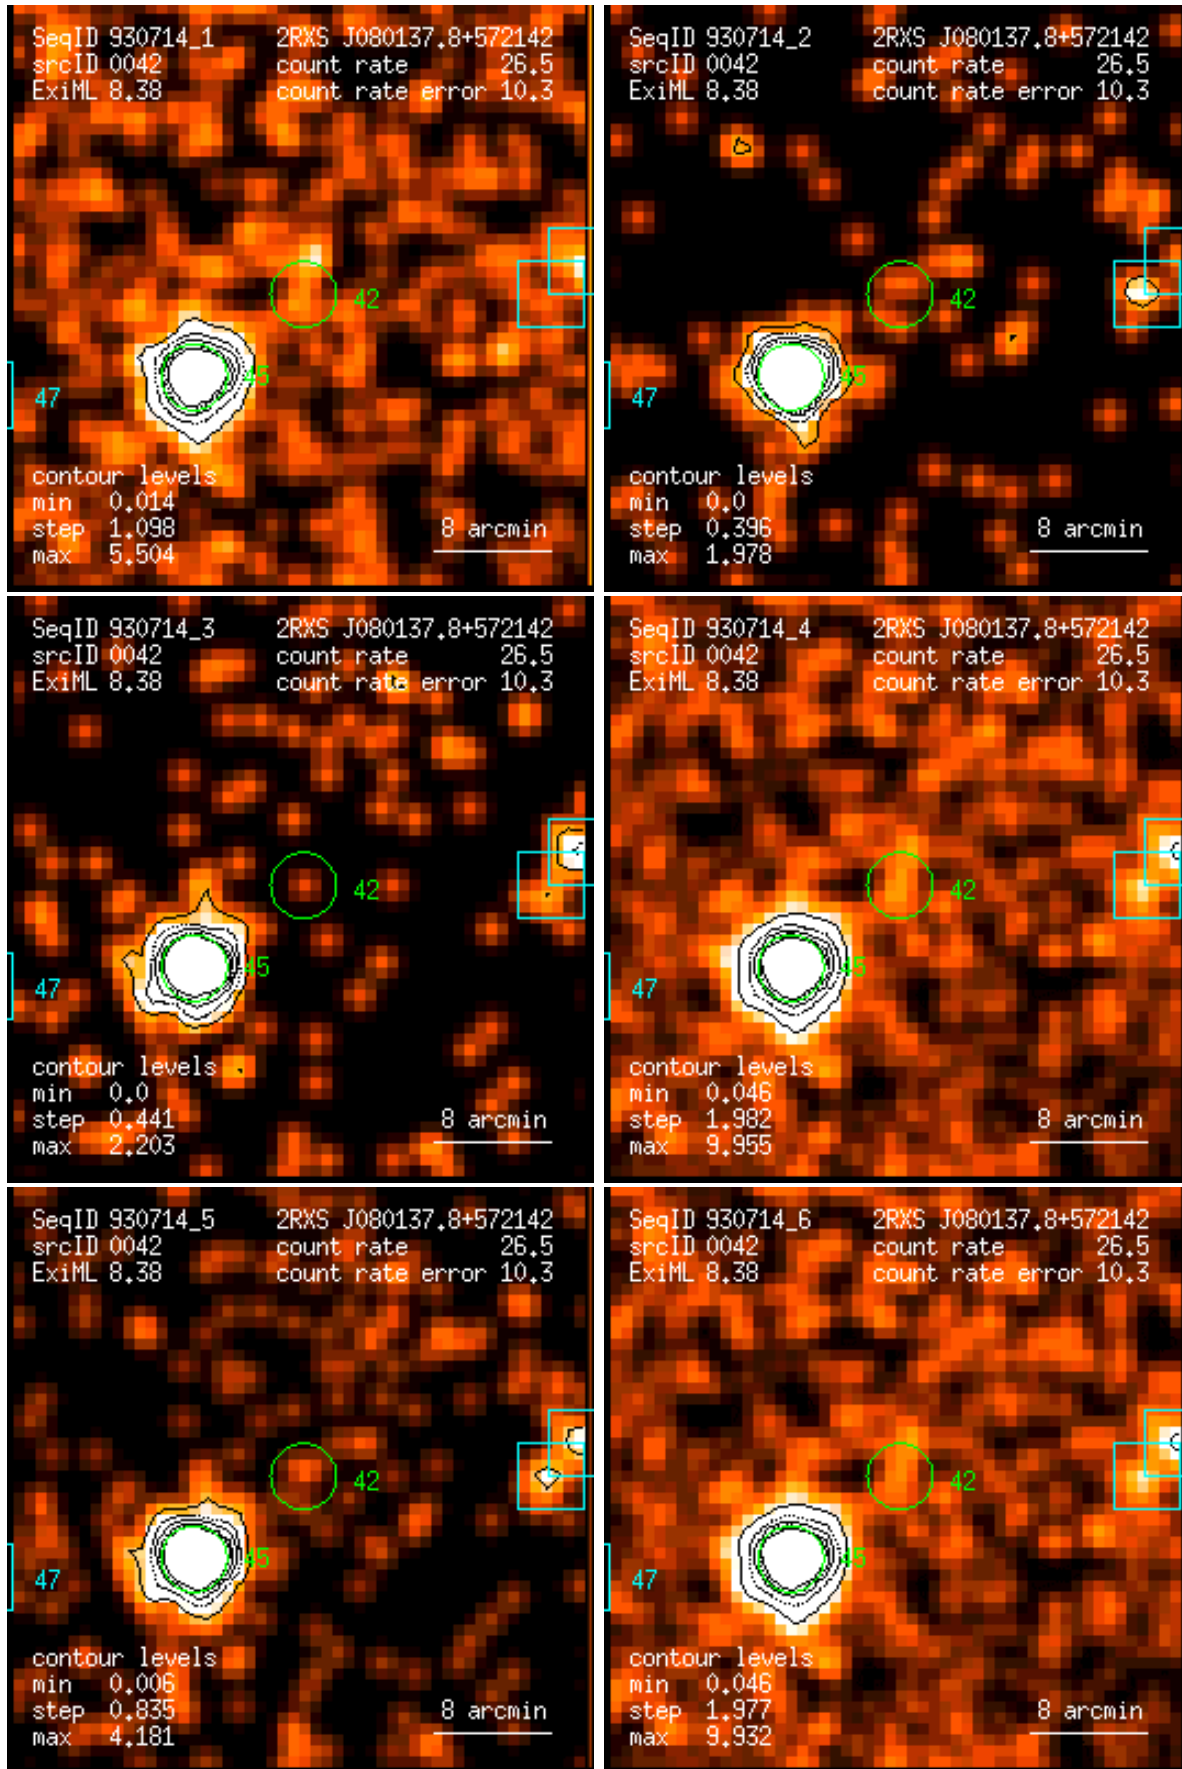 SeqID 930714_1 2RXS J080137.8+572142
srcID 0042 count rate 26.5
ExiML 8.38 count rate error 10.3
42
45
47
contour levels
min 0.014
step 1.098 8 arcmin
max 5.504
SeqID 930714_2 2RXS J080137.8+572142
srcID 0042 count rate 26.5
ExiML 8.38 count rate error 10.3
42
45
47
contour levels
min 0.0
step 0.396 8 arcmin
max 1.978
SeqID 930714_3 2RXS J080137.8+572142
srcID 0042 count rate 26.5
ExiML 8.38 count rate error 10.3
42
45
47
contour levels
min 0.0
step 0.441 8 arcmin
max 2.203
SeqID 930714_4 2RXS J080137.8+572142
srcID 0042 count rate 26.5
ExiML 8.38 count rate error 10.3
42
45
47
contour levels
min 0.046
step 1.982 8 arcmin
max 9.955
SeqID 930714_5 2RXS J080137.8+572142
srcID 0042 count rate 26.5
ExiML 8.38 count rate error 10.3
42
45
47
contour levels
min 0.006
step 0.835 8 arcmin
max 4.181
SeqID 930714_6 2RXS J080137.8+572142
srcID 0042 count rate 26.5
ExiML 8.38 count rate error 10.3
42
45
47
contour levels
min 0.046
step 1.977 8 arcmin
max 9.932